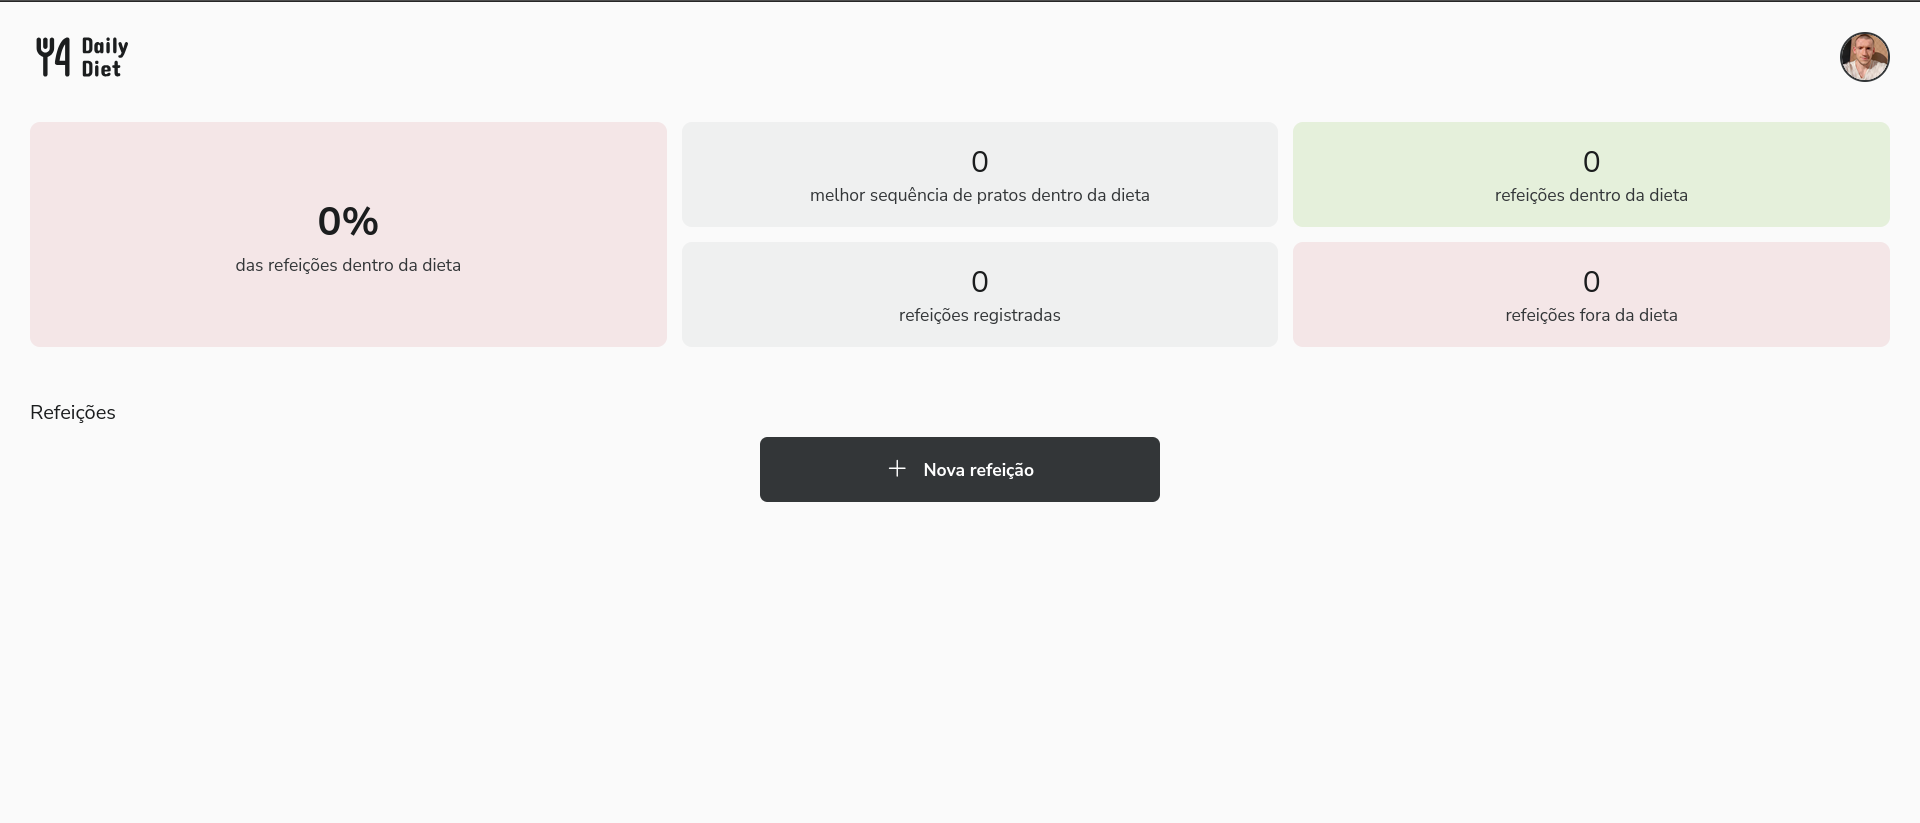 Daily
Diet
0%
das refeições dentro da dieta
0
melhor sequência de pratos dentro da dieta
0
refeições dentro da dieta
0
refeições registradas
0
refeições fora da dieta
Refeições
Nova refeição